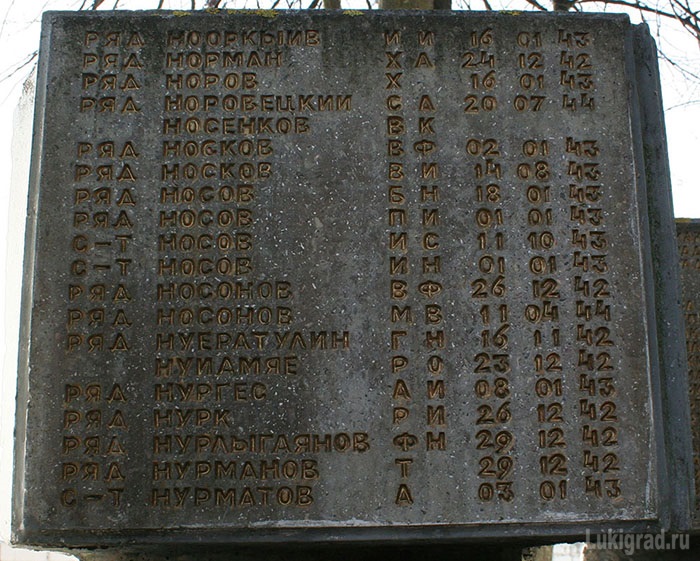 РЯД НООРКЫИВ И И 16 01 43
РЯД НОРМАН Х А 24 12 42
РЯД НОРОВ Х 16 01 43
РЯД НОРОВЕЦКИЙ С А 20 07 44
НОСЕНКОВ В К
РЯД НОСКОВ В Ф 02 01 43
РЯД НОСКОВ В И 14 08 43
РЯД НОСОВ Б Н 18 01 43
РЯД НОСОВ П И 01 01 43
С-Т НОСОВ И С 11 10 43
С-Т НОСОВ И Н 01 01 43
РЯД НОСОНОВ В Ф 26 12 42
РЯД НОСОНОВ М В 11 04 44
РЯД НУЕРАТУЛИН Г Н 16 11 42
НУИАМЯЕ Р О 23 12 42
РЯД НУРГЕС А И 08 01 43
РЯД НУРК Р И 26 12 42
РЯД НУРЛЫГАЯНОВ Ф Н 29 12 42
РЯД НУРМАНОВ Т 29 12 42
С-Т НУРМАТОВ А 03 01 43
Lukigrad.ru